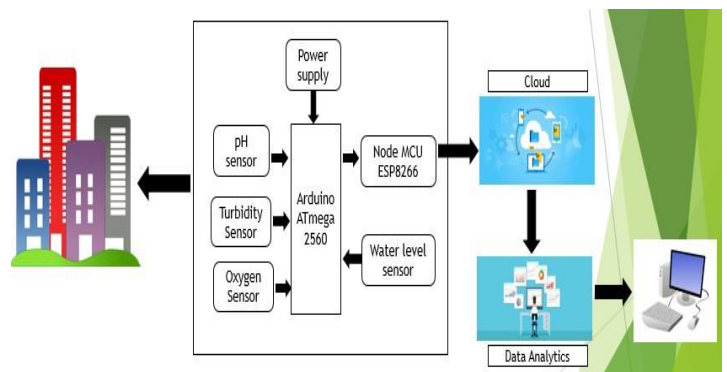 Power
supply
Cloud
pH
sensor
Node MCU
ESP8266
Arduino
ATmega
2560
Turbidity
Sensor
Water level
sensor
Oxygen
Sensor
Data Analytics